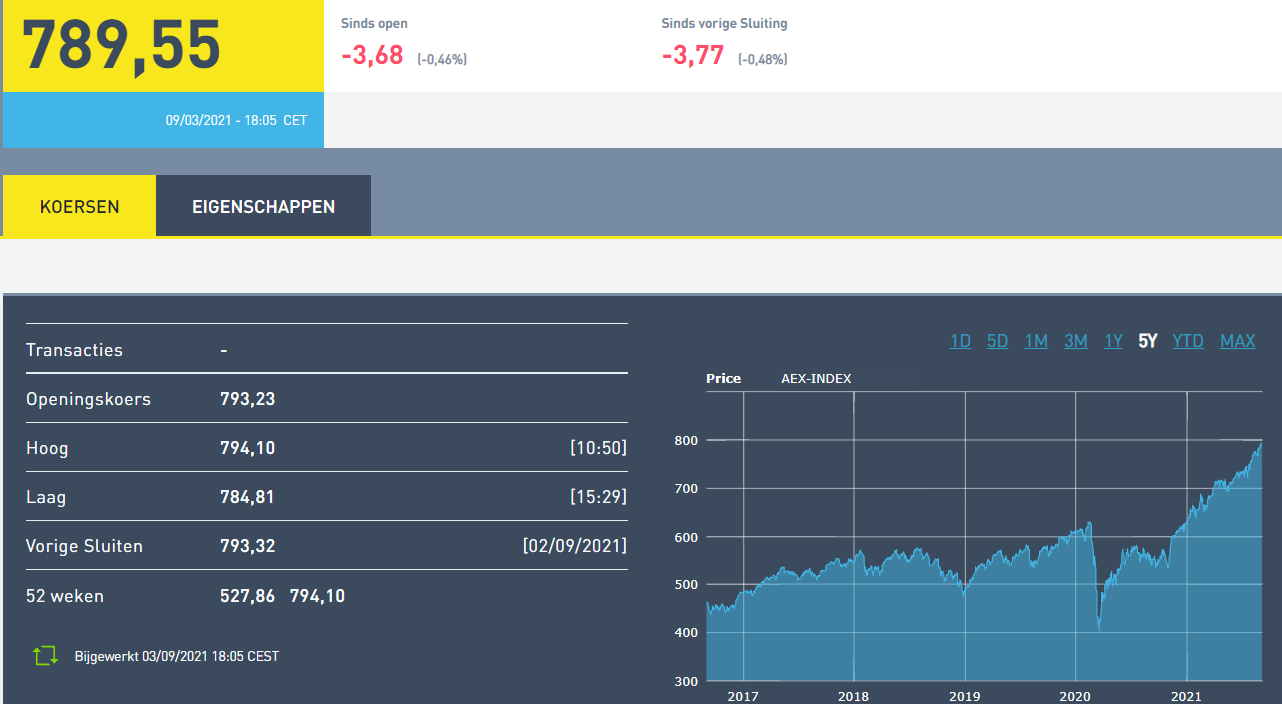 789,55
Sinds open
-3,68 (-0,46%)
Sinds vorige Sluiting
-3,77 (-0,48%)
09/03/2021 - 18:05 CET
KOERSEN
EIGENSCHAPPEN
Transacties -
Openingskoers 793,23
Hoog 794,10 [10:50]
Laag 784,81 [15:29]
Vorige Sluiten 793,32 [02/09/2021]
52 weken 527,86 794,10
Bijgewerkt 03/09/2021 18:05 CEST
1D 5D 1M 3M 1Y 5Y YTD MAX
Price AEX-INDEX
800
700
600
500
400
300
2017 2018 2019 2020 2021